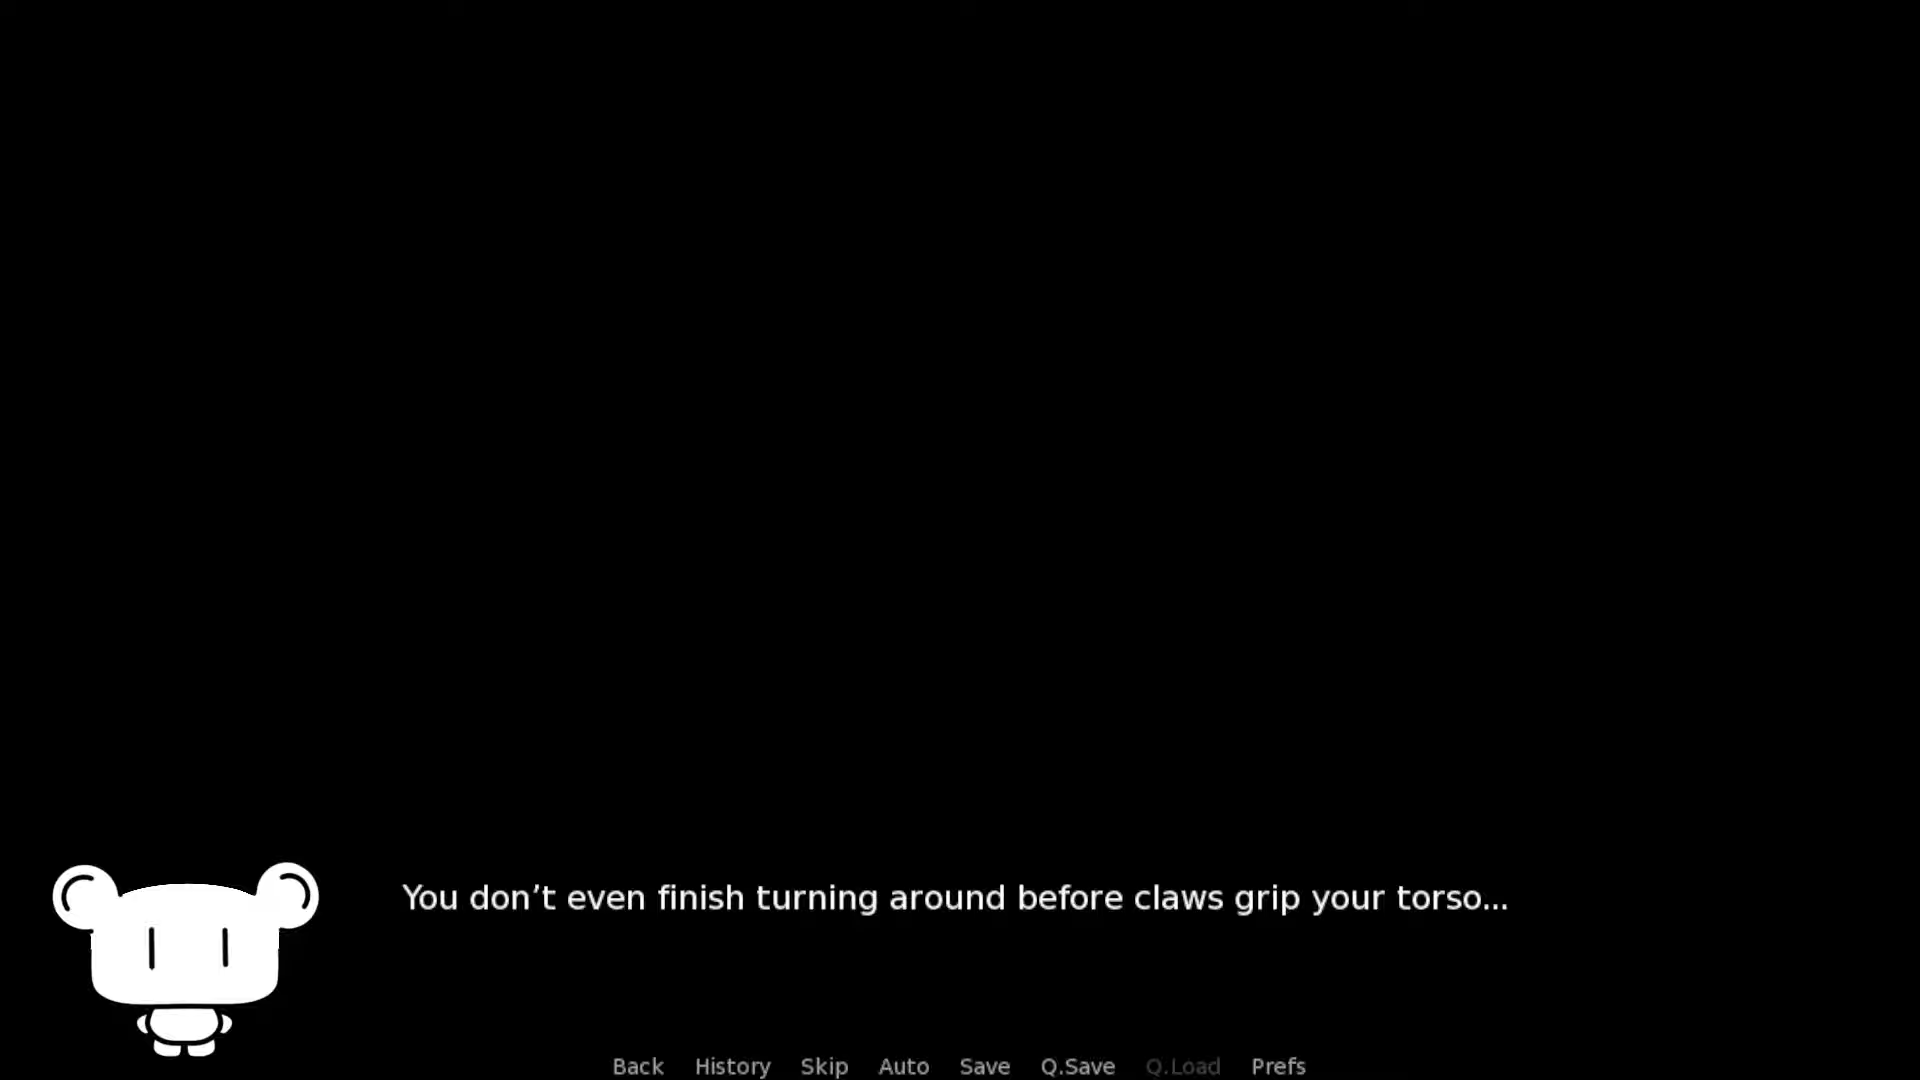 You don’t even finish turning around before claws grip your torso...
Back History Skip Auto Save Q.Save Q.Load Prefs